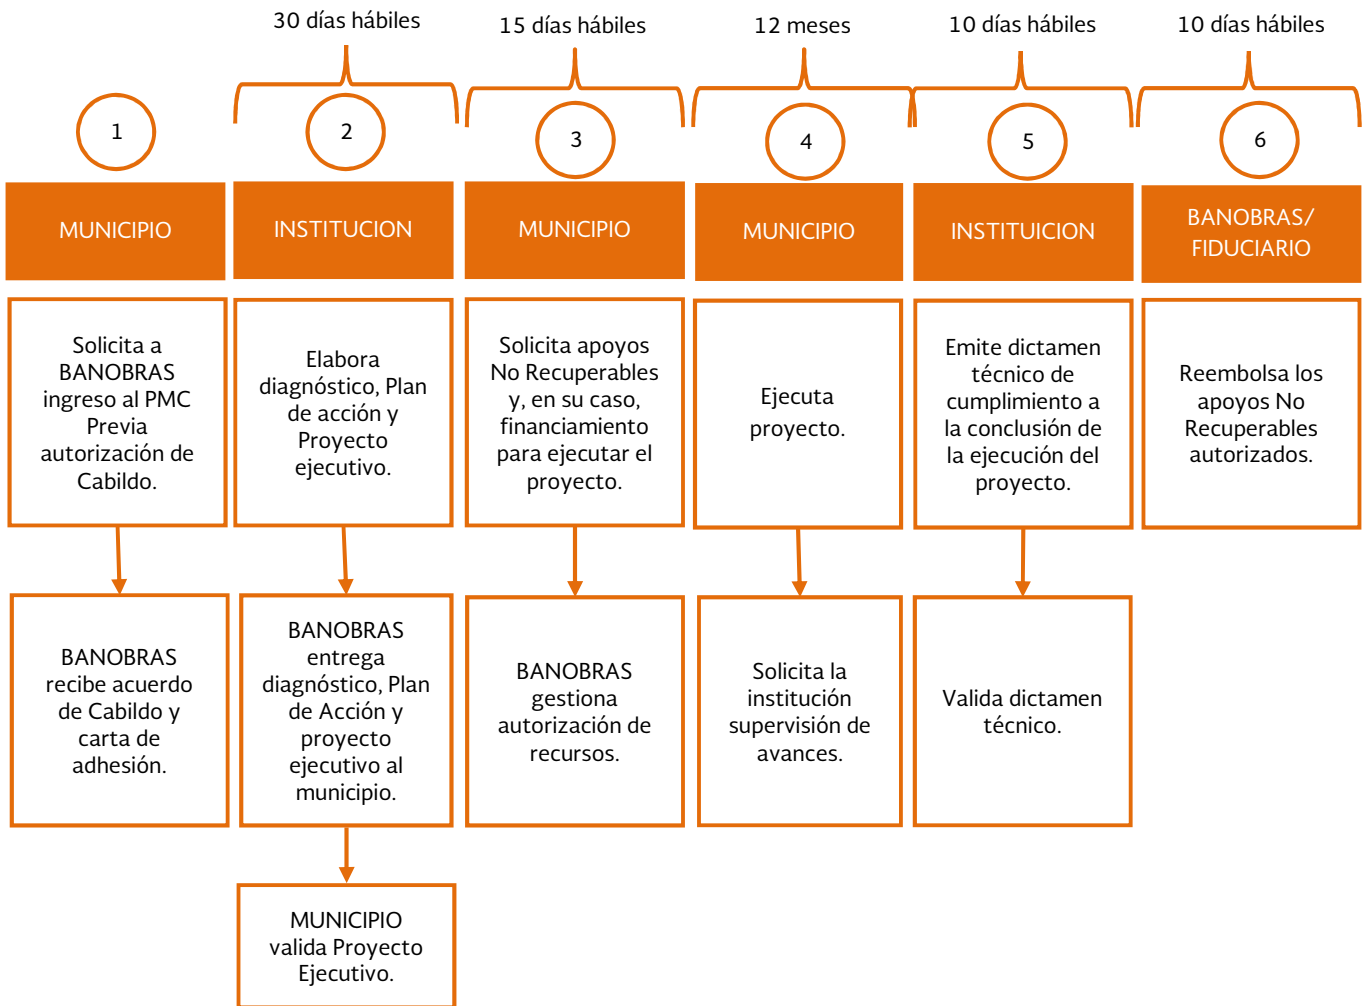 30 días hábiles
15 días hábiles
12 meses
10 días hábiles
10 días hábiles
1
2
3
4
5
6
MUNICIPIO
INSTITUCION
MUNICIPIO
MUNICIPIO
INSTITUICION
BANOBRAS/
FIDUCIARIO
Solicita a
BANOBRAS
ingreso al PMC
Previa
autorización de
Cabildo.
Elabora
diagnóstico, Plan
de acción y
Proyecto
ejecutivo.
Solicita apoyos
No Recuperables
y, en su caso,
financiamiento
para ejecutar el
proyecto.
Ejecuta
proyecto.
Emite dictamen
técnico de
cumplimiento a
la conclusión de
la ejecución del
proyecto.
Reembolsa los
apoyos No
Recuperables
autorizados.
BANOBRAS
recibe acuerdo
de Cabildo y
carta de
adhesión.
BANOBRAS
entrega
diagnóstico, Plan
de Acción y
proyecto
ejecutivo al
municipio.
BANOBRAS
gestiona
autorización de
recursos.
Solicita la
institución
supervisión de
avances.
Valida dictamen
técnico.
MUNICIPIO
valida Proyecto
Ejecutivo.